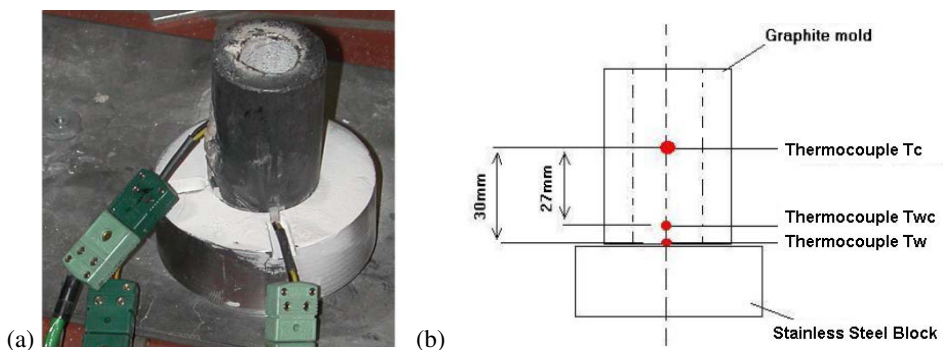 (a)
(b)
Graphite mold
Thermocouple Tc
30mm
27mm
Thermocouple Twc
Thermocouple Tw
Stainless Steel Block